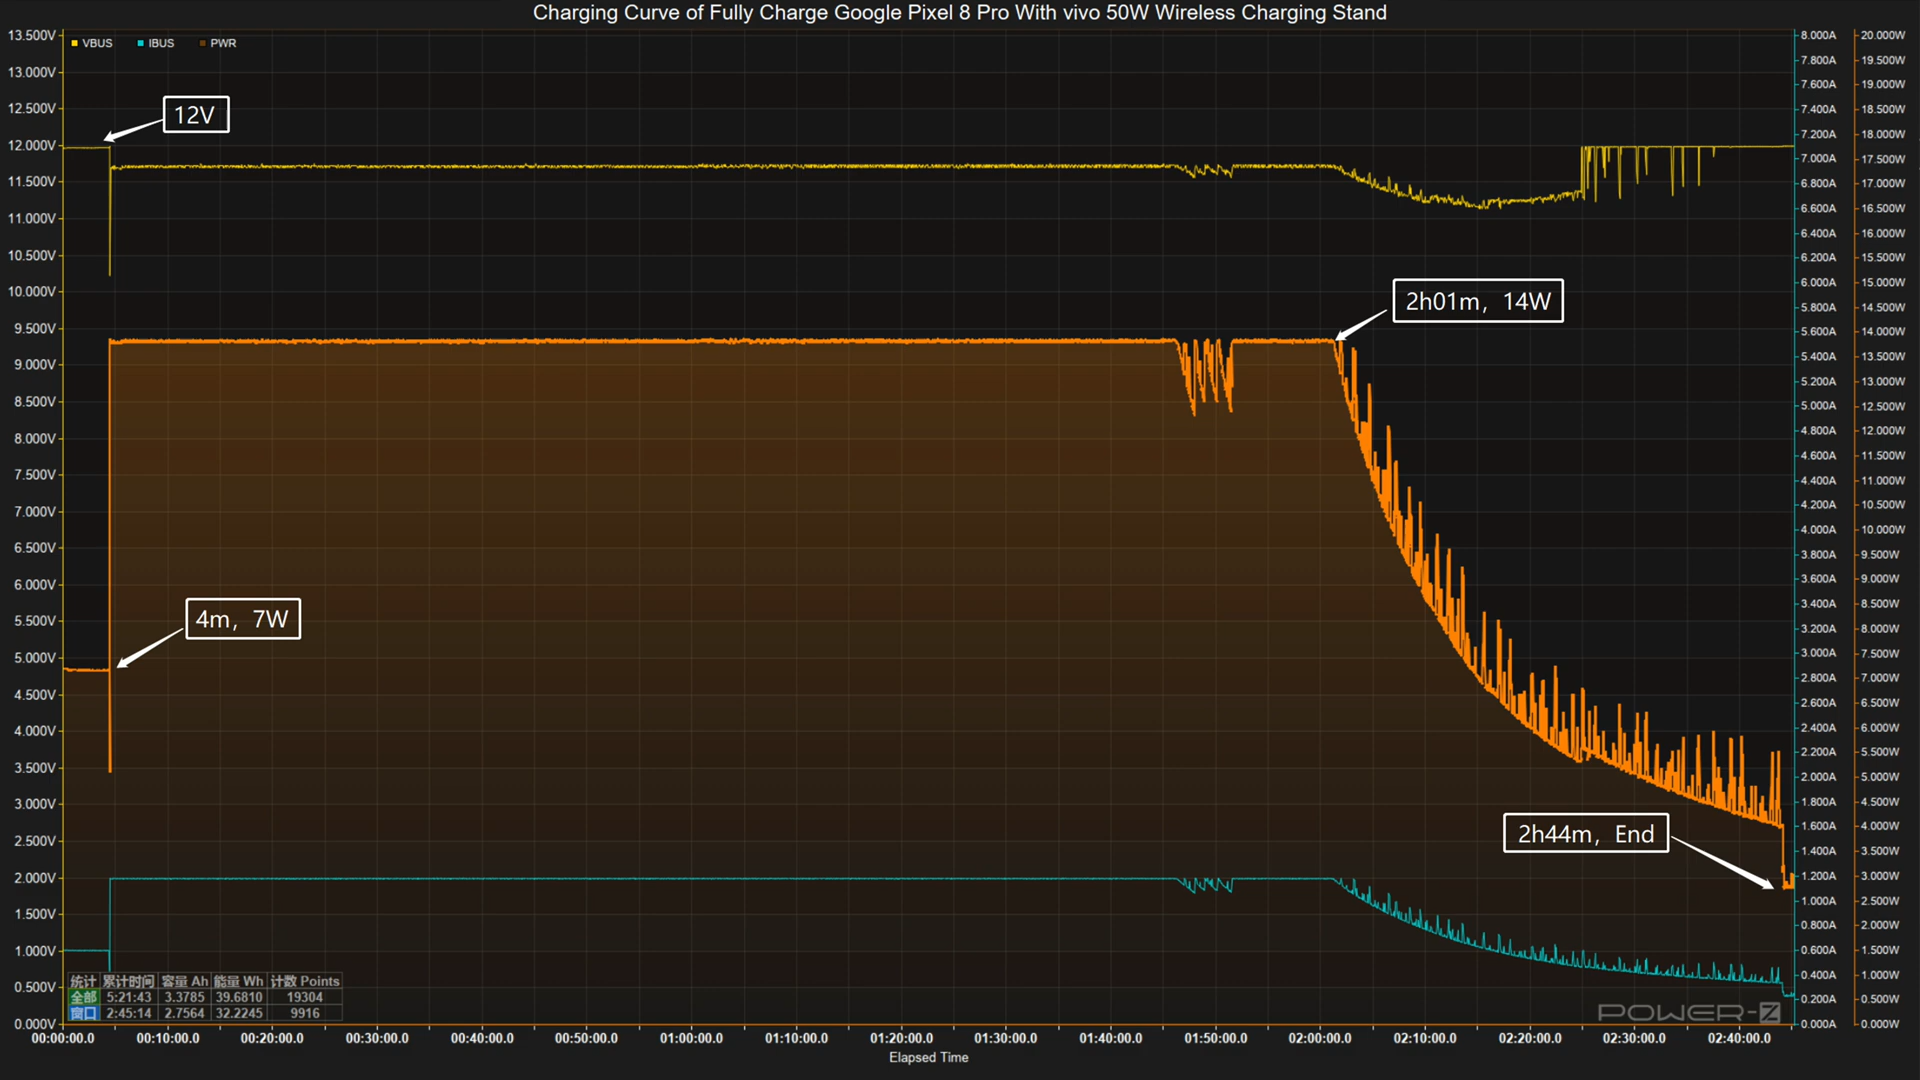 Charging Curve of Fully Charge Google Pixel 8 Pro With vivo 50W Wireless Charging Stand
VBUS IBUS PWR
13.500V
13.000V
12.500V
12.000V
11.500V
11.000V
10.500V
10.000V
9.500V
9.000V
8.500V
8.000V
7.500V
7.000V
6.500V
6.000V
5.500V
5.000V
4.500V
4.000V
3.500V
3.000V
2.500V
2.000V
1.500V
1.000V
0.500V
0.000V
12V
4m, 7W
2h01m, 14W
2h44m, End
8.000A
7.800A
7.600A
7.400A
7.200A
7.000A
6.800A
6.600A
6.400A
6.200A
6.000A
5.800A
5.600A
5.400A
5.200A
5.000A
4.800A
4.600A
4.400A
4.200A
4.000A
3.800A
3.600A
3.400A
3.200A
3.000A
2.800A
2.600A
2.400A
2.200A
2.000A
1.800A
1.600A
1.400A
1.200A
1.000A
0.800A
0.600A
0.400A
0.200A
0.000A
20.000W
19.500W
19.000W
18.500W
18.000W
17.500W
17.000W
16.500W
16.000W
15.500W
15.000W
14.500W
14.000W
13.500W
13.000W
12.500W
12.000W
11.500W
11.000W
10.500W
10.000W
9.500W
9.000W
8.500W
8.000W
7.500W
7.000W
6.500W
6.000W
5.500W
5.000W
4.500W
4.000W
3.500W
3.000W
2.500W
2.000W
1.500W
1.000W
0.500W
0.000W
统计 累计时间 容量 Ah 能量 Wh 计数 Points
全部 5:21:43 3.3785 39.6810 19304
窗口 2:45:14 2.7564 32.2245 9916
POWER-Z
00:00:00.0 00:10:00.0 00:20:00.0 00:30:00.0 00:40:00.0 00:50:00.0 01:00:00.0 01:10:00.0 01:20:00.0 01:30:00.0 01:40:00.0 01:50:00.0 02:00:00.0 02:10:00.0 02:20:00.0 02:30:00.0 02:40:00.0
Elapsed Time